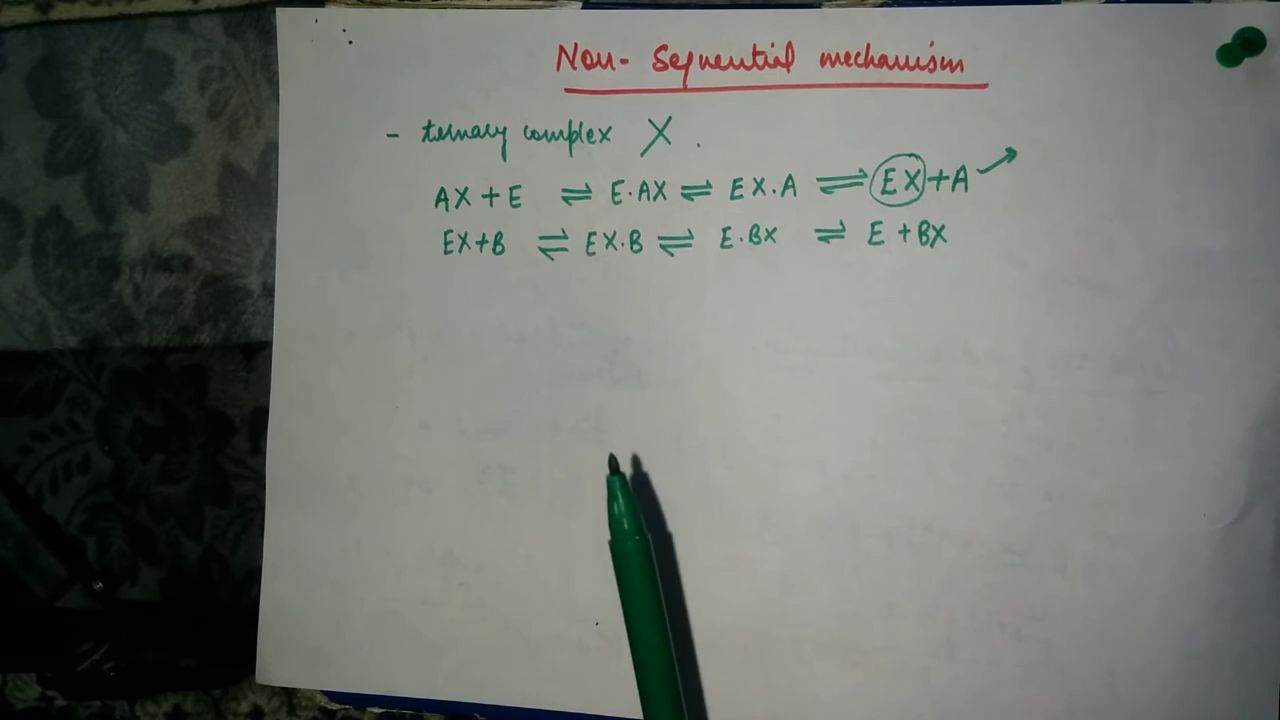 Non- Sequential mechanism
- ternary complex X .
AX + E ⇌ E.AX ⇌ EX.A ⇌ EX + A ↗
EX + B ⇌ EX.B ⇌ E.BX ⇌ E + BX